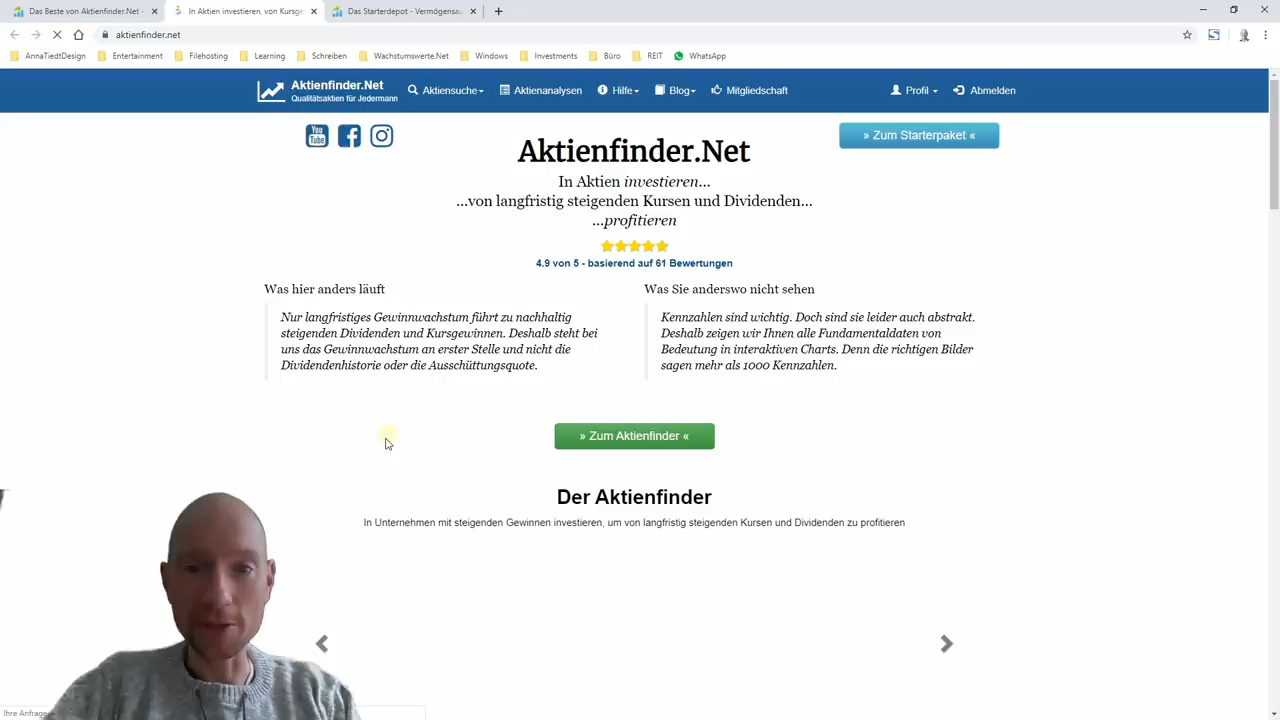 Das Beste von Aktienfinder.Net -
In Aktien investieren, von Kursge
Das Starterdepot - Vermögensau
aktienfinder.net
AnnaTiedtDesign
Entertainment
Filehosting
Learning
Schreiben
Wachstumswerte.Net
Windows
Investments
Büro
REIT
WhatsApp
Aktienfinder.Net
Qualitätsaktien für Jedermann
Aktiensuche
Aktienanalysen
Hilfe
Blog
Mitgliedschaft
Profil
Abmelden
You
Tube
» Zum Starterpaket «
Aktienfinder.Net
In Aktien investieren...
...von langfristig steigenden Kursen und Dividenden...
...profitieren
4.9 von 5 - basierend auf 61 Bewertungen
Was hier anders läuft
Nur langfristiges Gewinnwachstum führt zu nachhaltig
steigenden Dividenden und Kursgewinnen. Deshalb steht bei
uns das Gewinnwachstum an erster Stelle und nicht die
Dividendenhistorie oder die Ausschüttungsquote.
Was Sie anderswo nicht sehen
Kennzahlen sind wichtig. Doch sind sie leider auch abstrakt.
Deshalb zeigen wir Ihnen alle Fundamentaldaten von
Bedeutung in interaktiven Charts. Denn die richtigen Bilder
sagen mehr als 1000 Kennzahlen.
» Zum Aktienfinder «
Der Aktienfinder
In Unternehmen mit steigenden Gewinnen investieren, um von langfristig steigenden Kursen und Dividenden zu profitieren
Ihre Anfrage